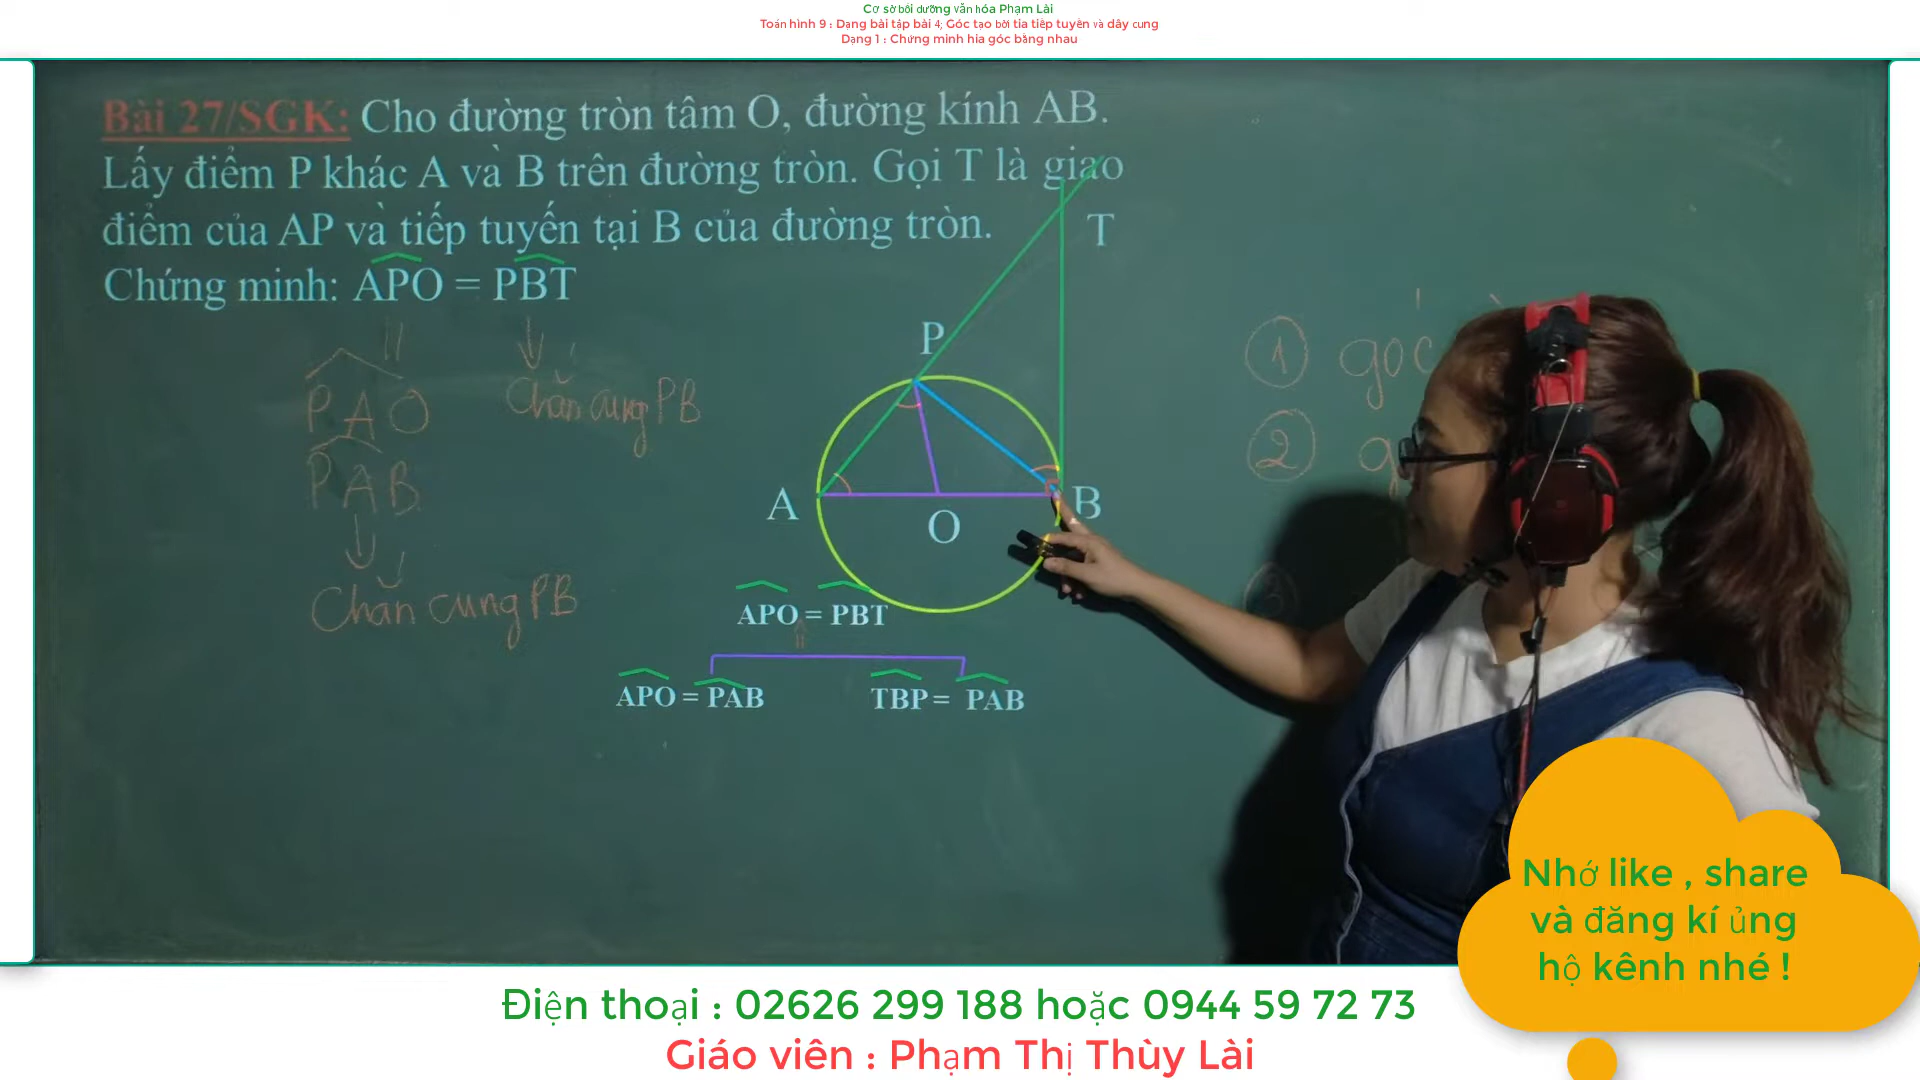 Cơ sở bồi dưỡng văn hóa Phạm Lài
Toán hình 9 : Dạng bài tập bài 4; Góc tạo bởi tia tiếp tuyến và dây cung
Dạng 1 : Chứng minh hia góc bằng nhau
Bài 27/SGK: Cho đường tròn tâm O, đường kính AB.
Lấy điểm P khác A và B trên đường tròn. Gọi T là giao
điểm của AP và tiếp tuyến tại B của đường tròn.
Chứng minh: APO = PBT
PAO
Chắn cung PB
PAB
Chắn cung PB
T
P
A
O
B
① góc
②
③
APO = PBT
APO = PAB
TBP = PAB
Nhớ like , share
và đăng kí ủng
hộ kênh nhé !
Điện thoại : 02626 299 188 hoặc 0944 59 72 73
Giáo viên : Phạm Thị Thùy Lài